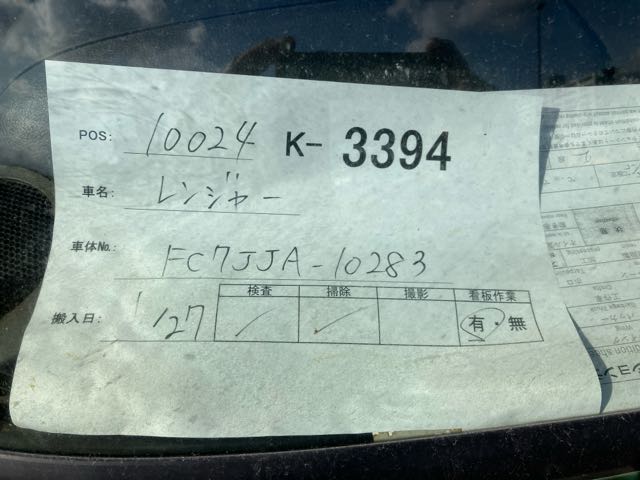 POS: 10024 K- 3394
車名: レンジャー
車体No.: FC7JJA-10283
検査 掃除 撮影 看板作業
搬入日: 1/27 有・無